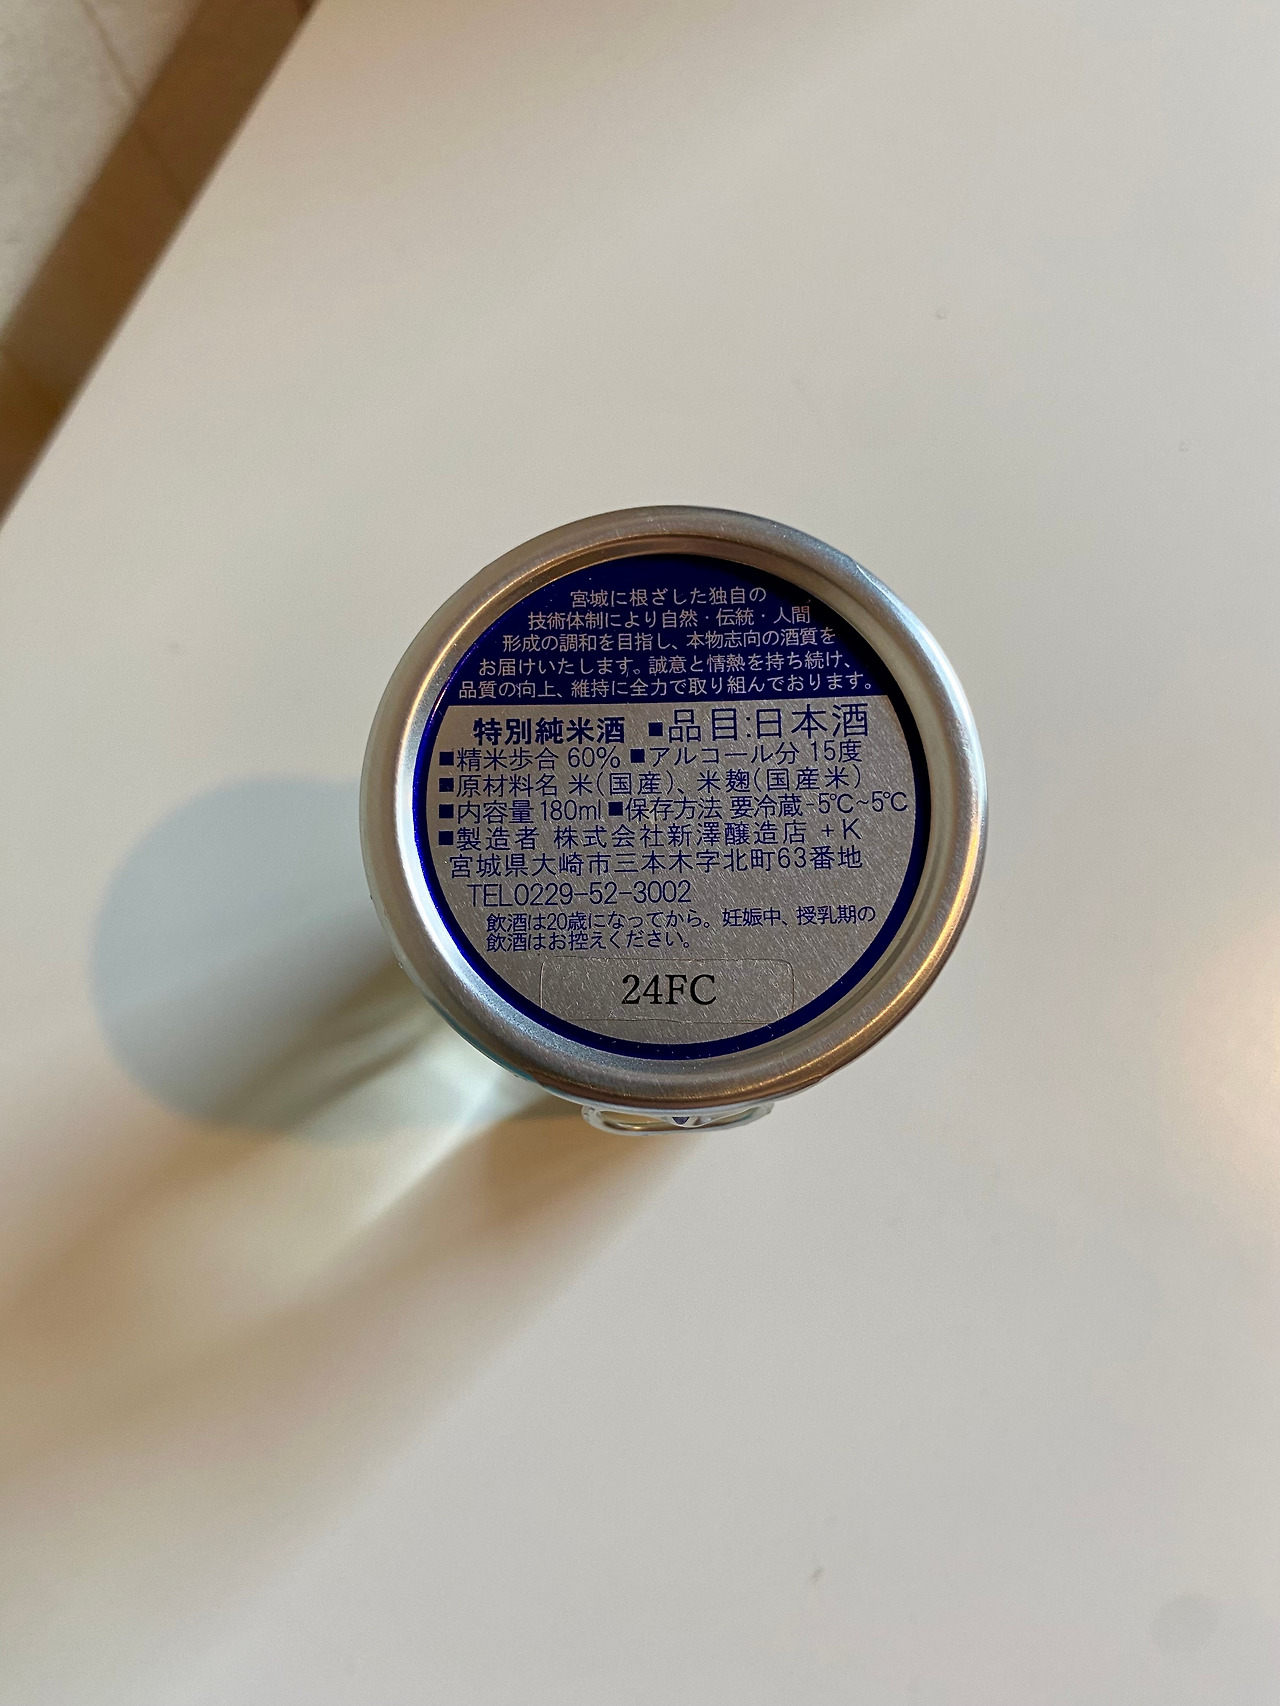 宮城に根ざした独自の
技術体制により自然・伝統・人間
形成の調和を目指し、本物志向の酒質を
お届けいたします。誠意と情熱を持ち続け、
品質の向上、維持に全力で取り組んでおります。
特別純米酒 ■品目:日本酒
■精米歩合 60% ■アルコール分 15度
■原材料名 米(国産)、米麹(国産米)
■内容量 180ml ■保存方法 要冷蔵-5℃~5℃
■製造者 株式会社新澤醸造店 +K
宮城県大崎市三本木字北町63番地
TEL0229-52-3002
飲酒は20歳になってから。妊娠中、授乳期の
飲酒はお控えください。
24FC